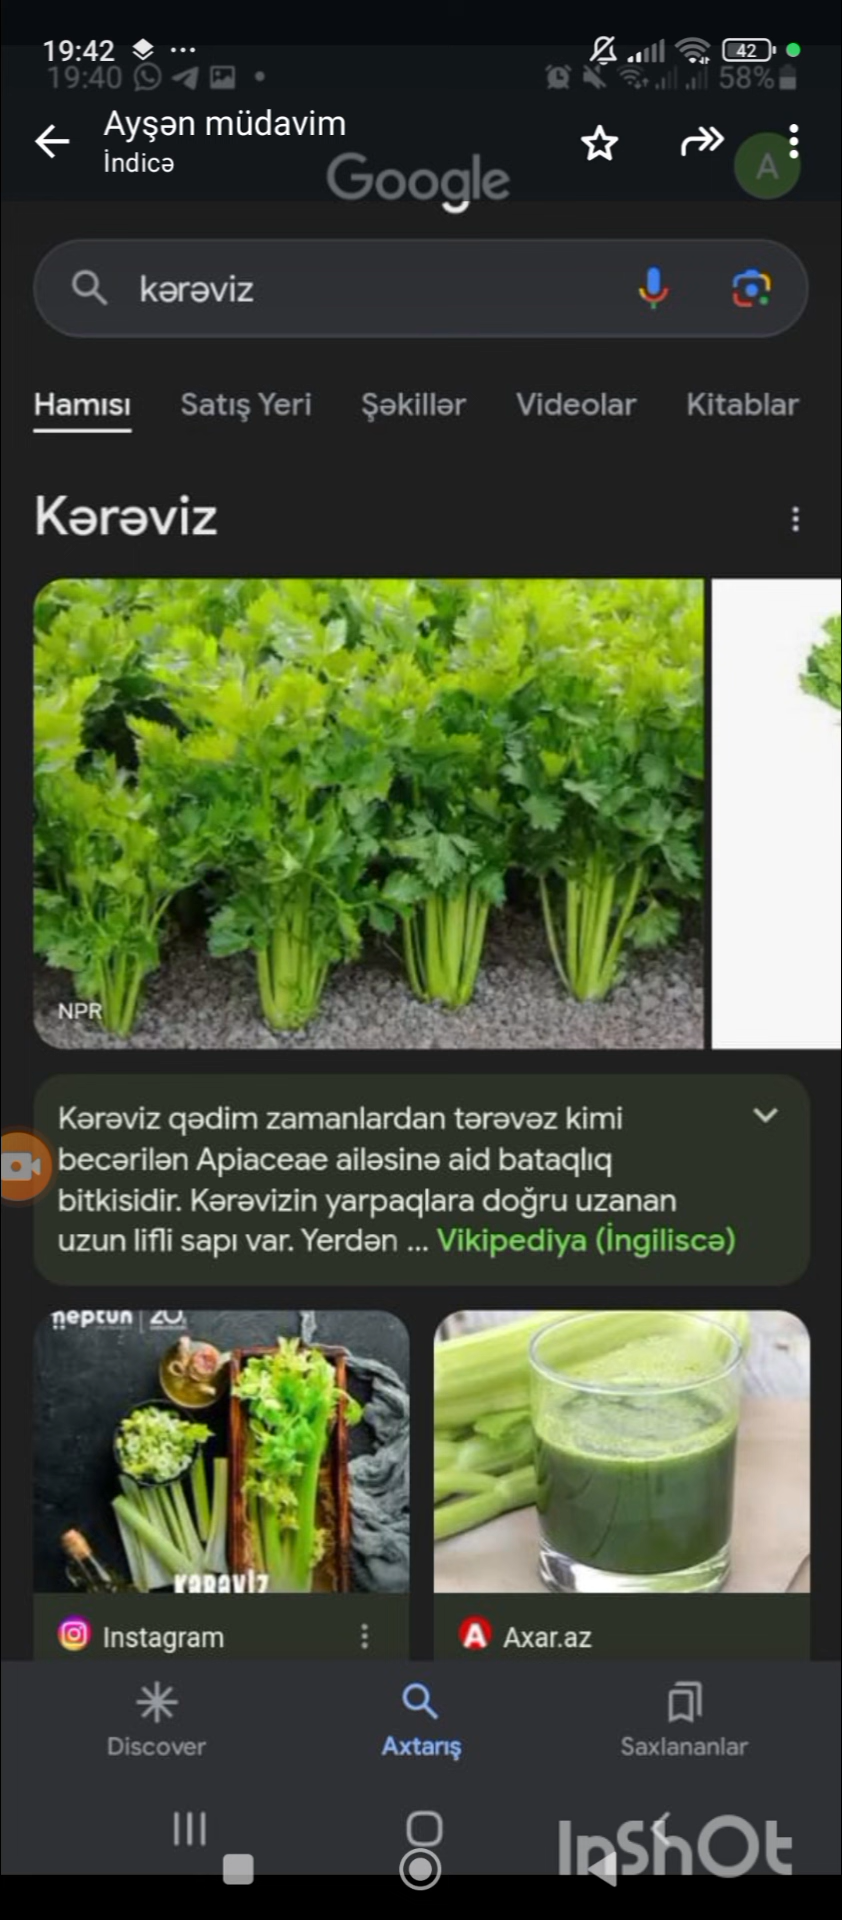 19:42 ... 42
19:40 58%
Ayşən müdavim
İndicə
Google
A
kərəviz
Hamısı Satış Yeri Şəkillər Videolar Kitablar
Kərəviz
NPR
Kərəviz qədim zamanlardan tərəvəz kimi
becərilən Apiaceae ailəsinə aid bataqlıq
bitkisidir. Kərəvizin yarpaqlara doğru uzanan
uzun lifli sapı var. Yerdən ... Vikipediya (İngiliscə)
neptun 20
KƏRƏVİZ
Instagram
A Axar.az
Discover Axtarış Saxlananlar
InShOt